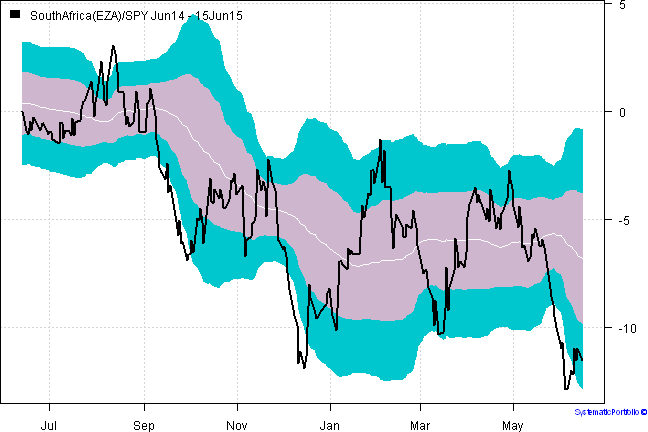 SouthAfrica(EZA)/SPY Jun14 - 15Jun15
5
0
-5
-10
Jul Sep Nov Jan Mar May
SystematicPortfolio ©